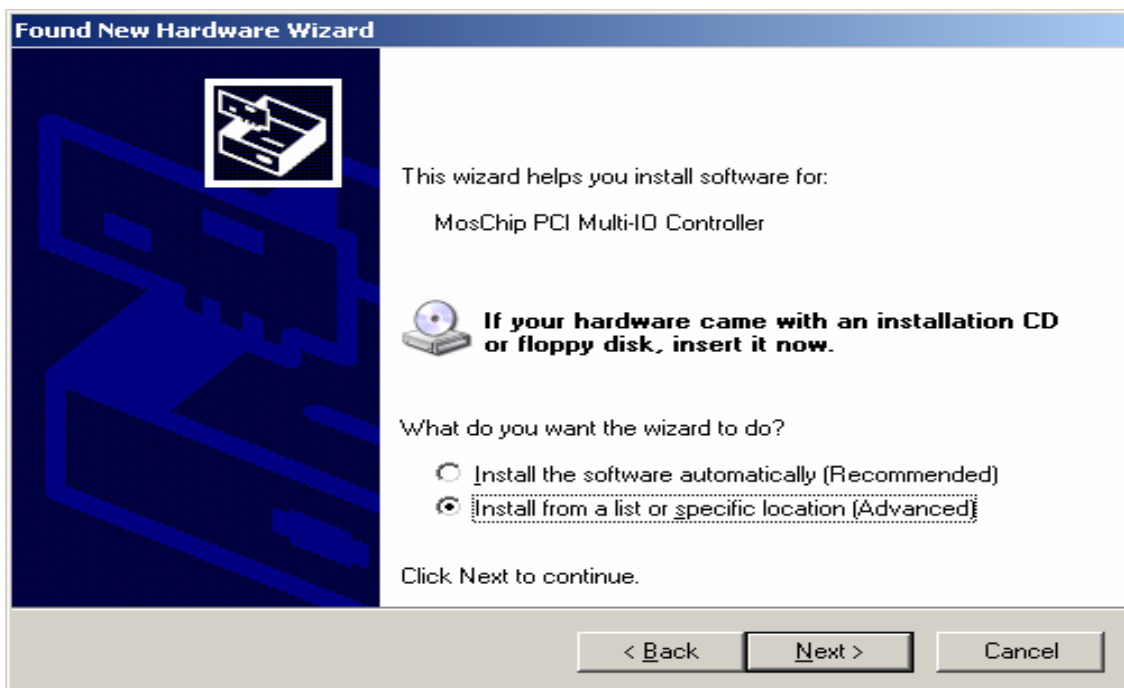 Found New Hardware Wizard
This wizard helps you install software for:
MosChip PCI Multi-IO Controller
If your hardware came with an installation CD
or floppy disk, insert it now.
What do you want the wizard to do?
Install the software automatically (Recommended)
Install from a list or specific location (Advanced)
Click Next to continue.
< Back
Next >
Cancel